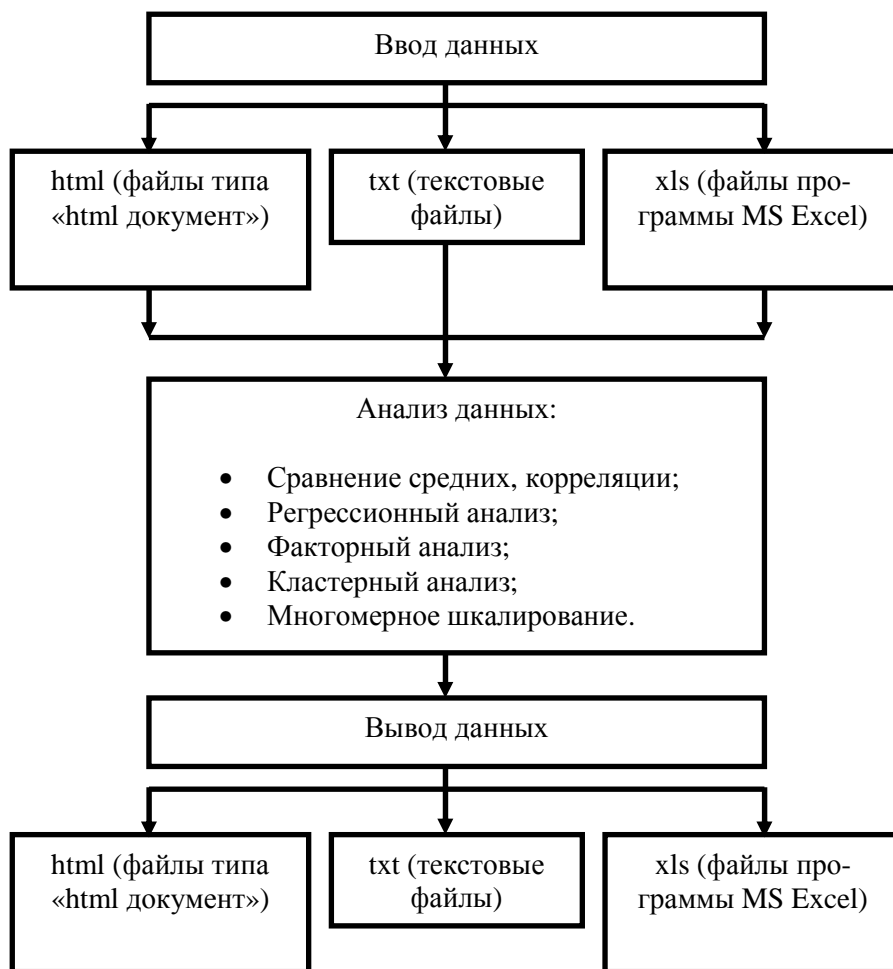 Ввод данных
html (файлы типа
«html документ»)
txt (текстовые
файлы)
xls (файлы про-
граммы MS Excel)
Анализ данных:
• Сравнение средних, корреляции;
• Регрессионный анализ;
• Факторный анализ;
• Кластерный анализ;
• Многомерное шкалирование.
Вывод данных
html (файлы типа
«html документ»)
txt (текстовые
файлы)
xls (файлы про-
граммы MS Excel)